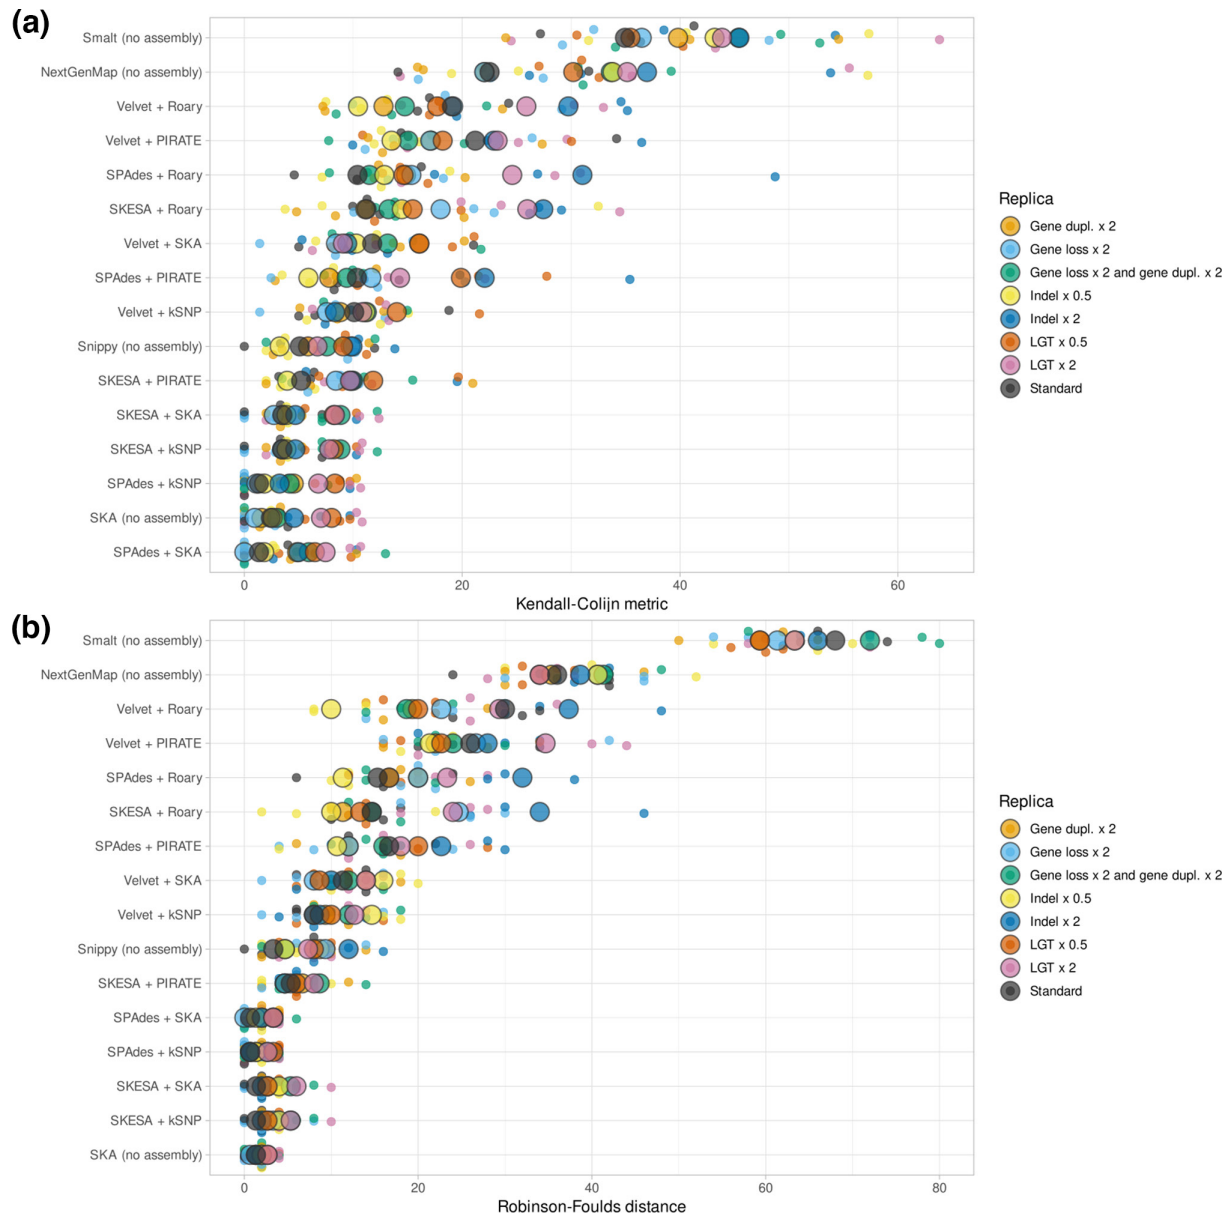 (a)
Smalt (no assembly)
NextGenMap (no assembly)
Velvet + Roary
Velvet + PIRATE
SPAdes + Roary
SKESA + Roary
Velvet + SKA
SPAdes + PIRATE
Velvet + kSNP
Snippy (no assembly)
SKESA + PIRATE
SKESA + SKA
SKESA + kSNP
SPAdes + kSNP
SKA (no assembly)
SPAdes + SKA
0 20 40 60
Kendall-Colijn metric
Replica
Gene dupl. x 2
Gene loss x 2
Gene loss x 2 and gene dupl. x 2
Indel x 0.5
Indel x 2
LGT x 0.5
LGT x 2
Standard
(b)
Smalt (no assembly)
NextGenMap (no assembly)
Velvet + Roary
Velvet + PIRATE
SPAdes + Roary
SKESA + Roary
SPAdes + PIRATE
Velvet + SKA
Velvet + kSNP
Snippy (no assembly)
SKESA + PIRATE
SPAdes + SKA
SPAdes + kSNP
SKESA + SKA
SKESA + kSNP
SKA (no assembly)
0 20 40 60 80
Robinson-Foulds distance
Replica
Gene dupl. x 2
Gene loss x 2
Gene loss x 2 and gene dupl. x 2
Indel x 0.5
Indel x 2
LGT x 0.5
LGT x 2
Standard